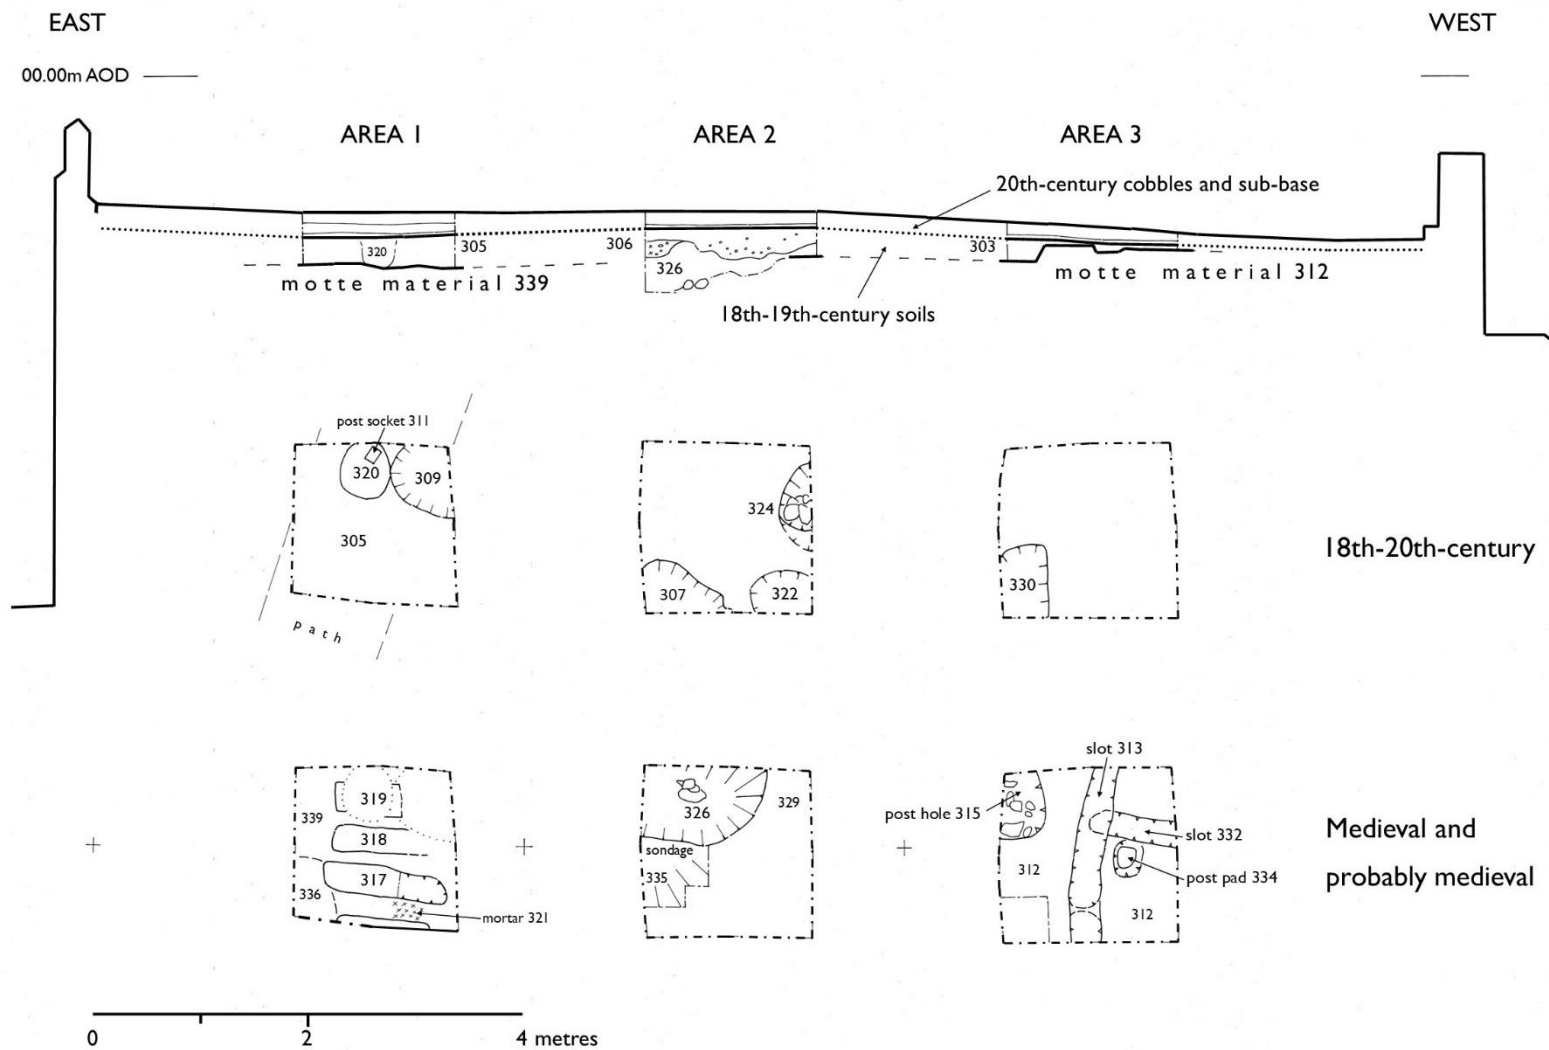 EAST
WEST
00.00m AOD
AREA 1
AREA 2
AREA 3
20th-century cobbles and sub-base
320
305
306
326
303
motte material 339
motte material 312
18th-19th-century soils
post socket 311
320
309
305
path
324
307
322
330
18th-20th-century
slot 313
319
339
318
317
336
mortar 321
326
329
sondage
335
post hole 315
slot 332
312
post pad 334
312
Medieval and
probably medieval
0
2
4 metres